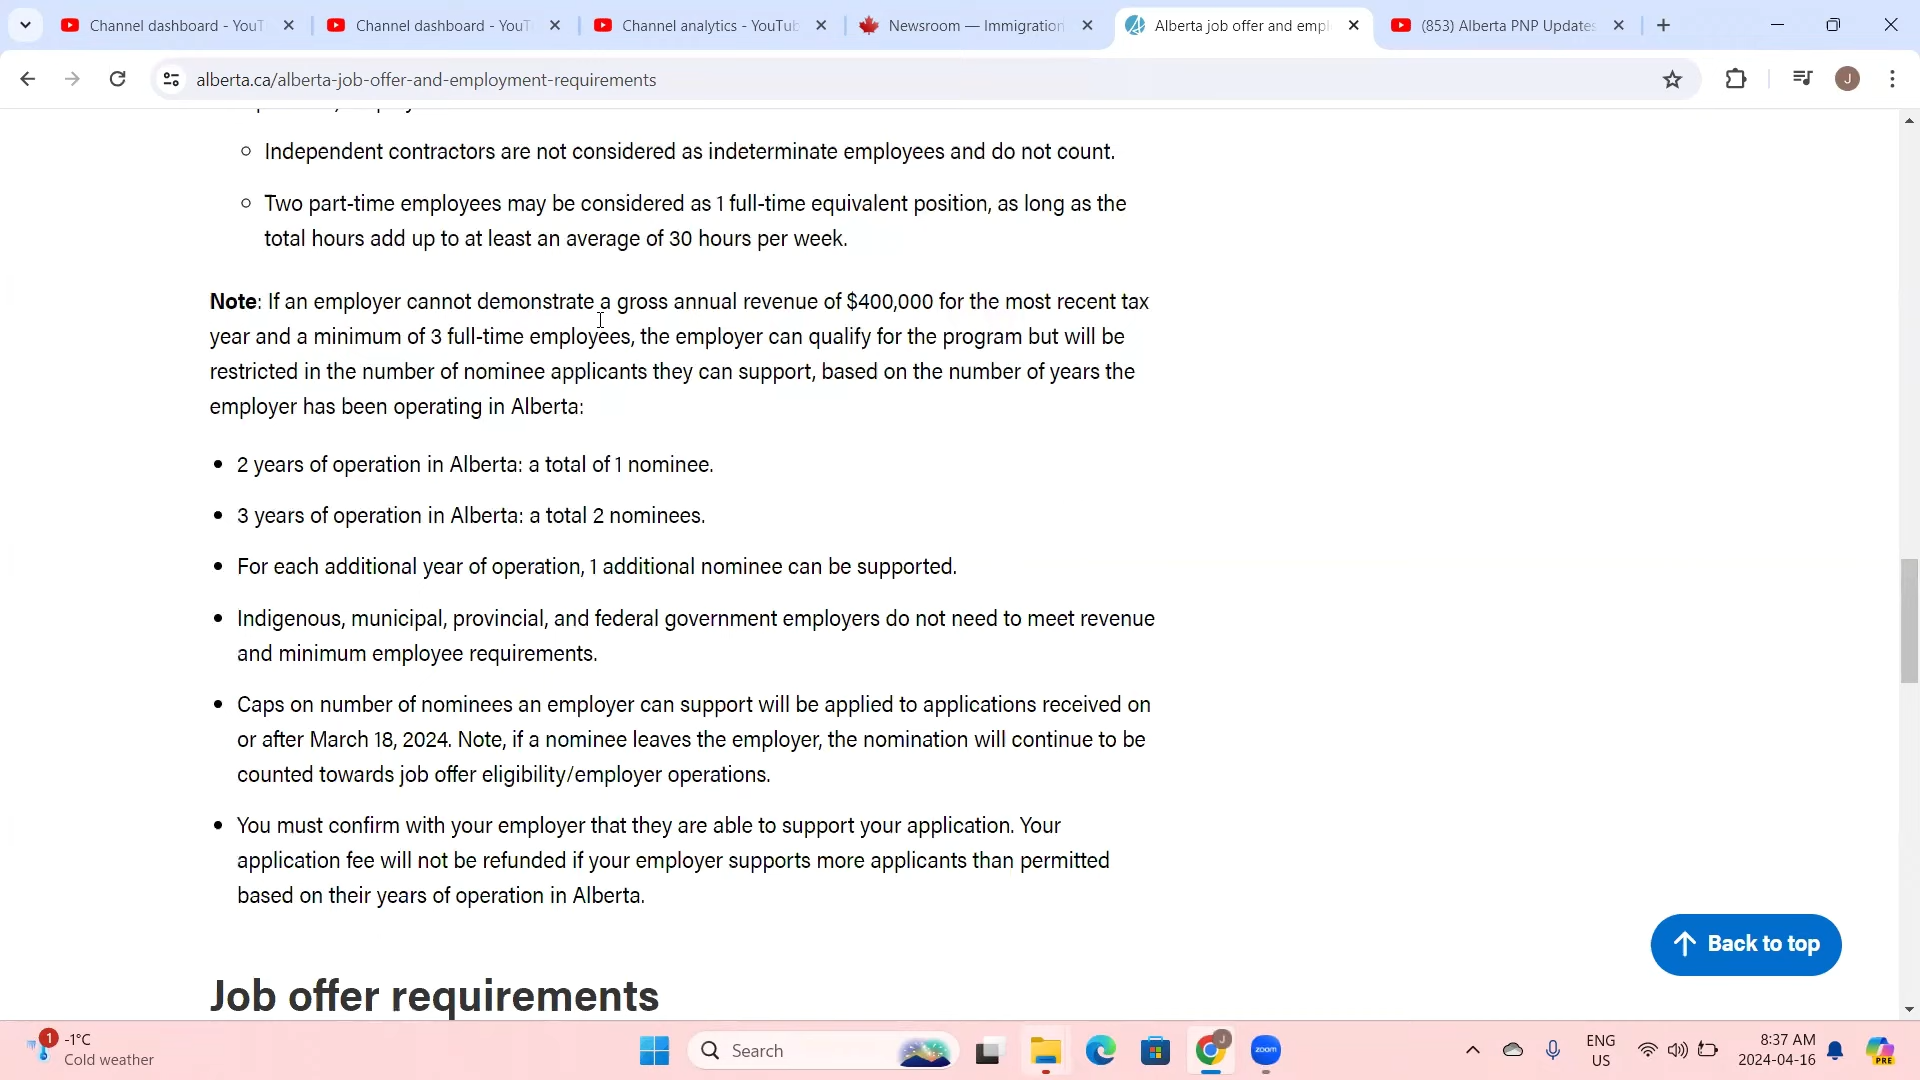 Channel dashboard - YouT
Channel dashboard - YouT
Channel analytics - YouTub
Newsroom — Immigration
Alberta job offer and empl
(853) Alberta PNP Updates
alberta.ca/alberta-job-offer-and-employment-requirements
J
Independent contractors are not considered as indeterminate employees and do not count.
Two part-time employees may be considered as 1 full-time equivalent position, as long as the
total hours add up to at least an average of 30 hours per week.
Note: If an employer cannot demonstrate a gross annual revenue of $400,000 for the most recent tax
year and a minimum of 3 full-time employees, the employer can qualify for the program but will be
restricted in the number of nominee applicants they can support, based on the number of years the
employer has been operating in Alberta:
2 years of operation in Alberta: a total of 1 nominee.
3 years of operation in Alberta: a total 2 nominees.
For each additional year of operation, 1 additional nominee can be supported.
Indigenous, municipal, provincial, and federal government employers do not need to meet revenue
and minimum employee requirements.
Caps on number of nominees an employer can support will be applied to applications received on
or after March 18, 2024. Note, if a nominee leaves the employer, the nomination will continue to be
counted towards job offer eligibility/employer operations.
You must confirm with your employer that they are able to support your application. Your
application fee will not be refunded if your employer supports more applicants than permitted
based on their years of operation in Alberta.
Back to top
Job offer requirements
1
-1°C
Cold weather
Search
J
zoom
ENG
US
8:37 AM
2024-04-16
PRE